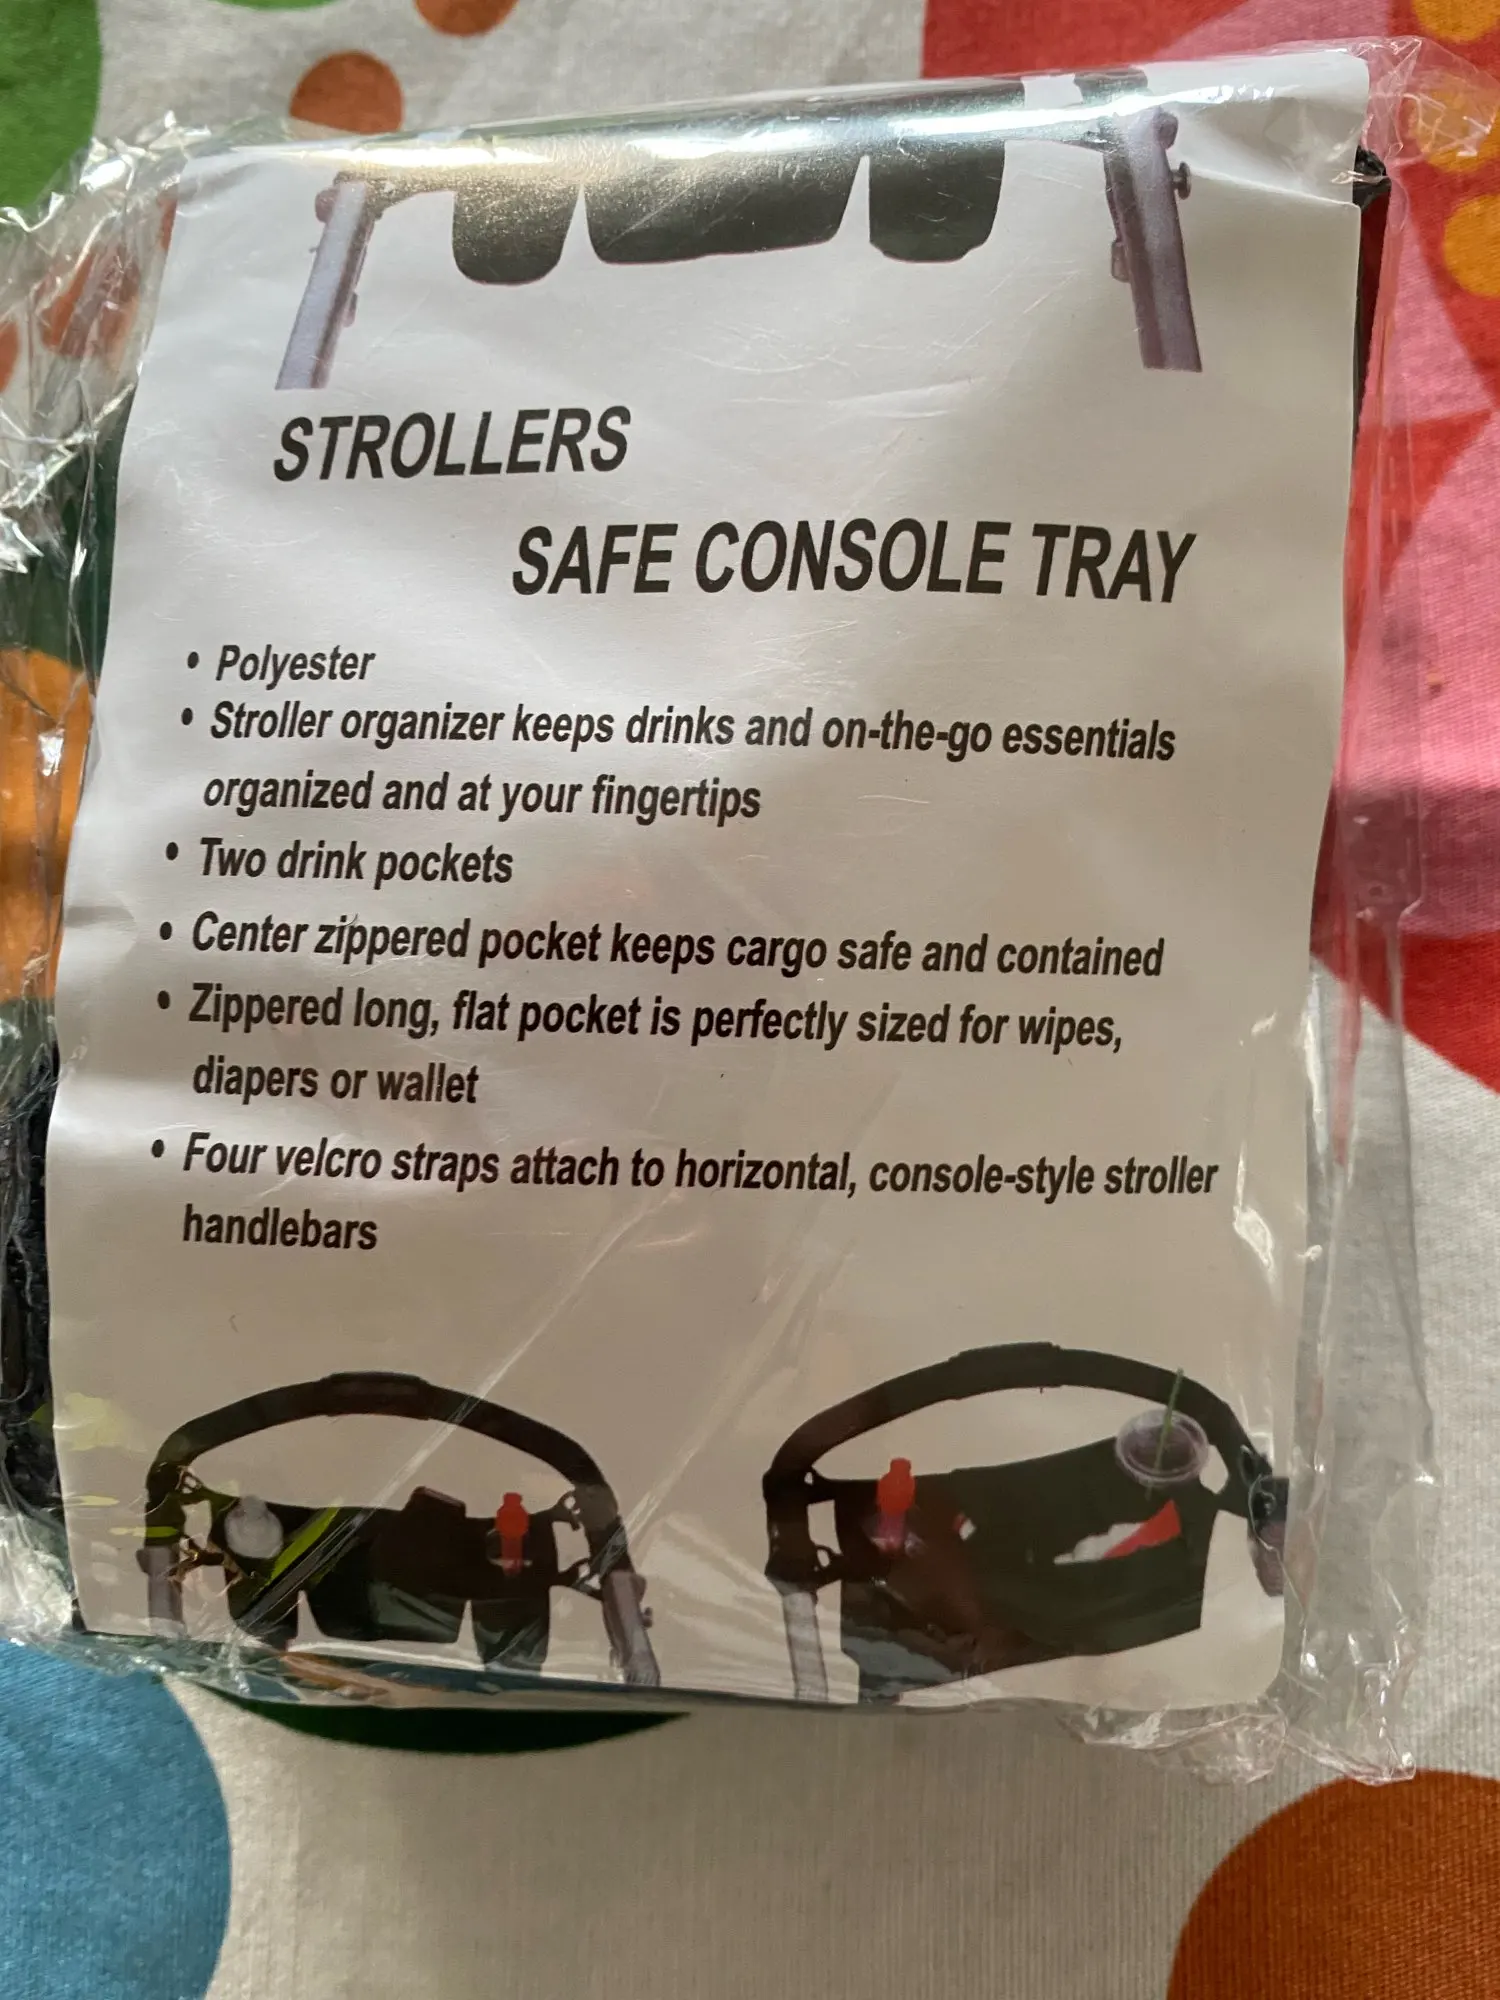 STROLLERS
SAFE CONSOLE TRAY
• Polyester
• Stroller organizer keeps drinks and on-the-go essentials
organized and at your fingertips
• Two drink pockets
• Center zippered pocket keeps cargo safe and contained
• Zippered long, flat pocket is perfectly sized for wipes,
diapers or wallet
• Four velcro straps attach to horizontal, console-style stroller
handlebars